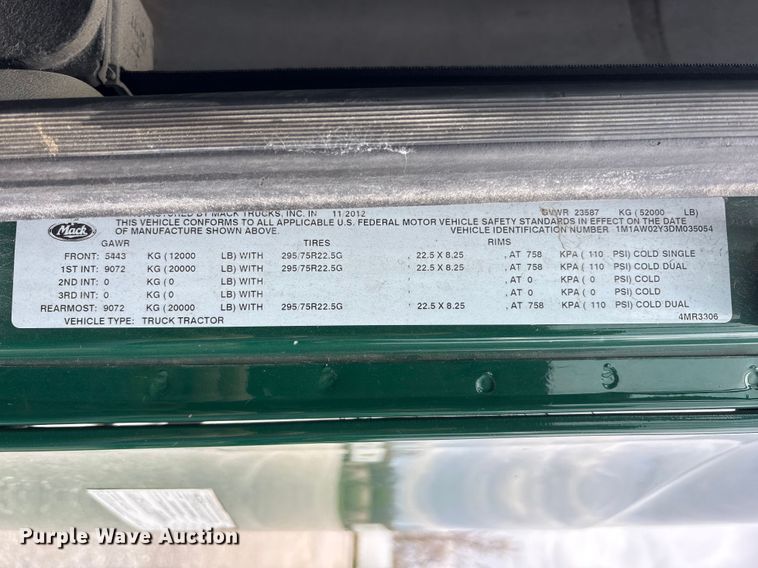 BY MACK TRUCKS, INC. IN 11/2012 GVWR 23587 KG (52000 LB)
Mack
THIS VEHICLE CONFORMS TO ALL APPLICABLE U.S. FEDERAL MOTOR VEHICLE SAFETY STANDARDS IN EFFECT ON THE DATE
OF MANUFACTURE SHOWN ABOVE. VEHICLE IDENTIFICATION NUMBER 1M1AW02Y3DM035054
GAWR TIRES RIMS
FRONT: 5443 KG (12000 LB) WITH 295/75R22.5G 22.5 X 8.25 , AT 758 KPA ( 110 PSI) COLD SINGLE
1ST INT: 9072 KG (20000 LB) WITH 295/75R22.5G 22.5 X 8.25 , AT 758 KPA ( 110 PSI) COLD DUAL
2ND INT: 0 KG ( 0 LB) WITH , AT 0 KPA ( 0 PSI) COLD
3RD INT: 0 KG ( 0 LB) WITH , AT 0 KPA ( 0 PSI) COLD
REARMOST: 9072 KG (20000 LB) WITH 295/75R22.5G 22.5 X 8.25 , AT 758 KPA ( 110 PSI) COLD DUAL
VEHICLE TYPE: TRUCK TRACTOR 4MR3306
Purple Wave Auction